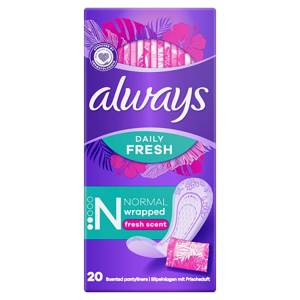 always
DAILY
FRESH
N NORMAL
wrapped
fresh scent
20 Scented pantyliners | Slipeinlagen mit Frischeduft